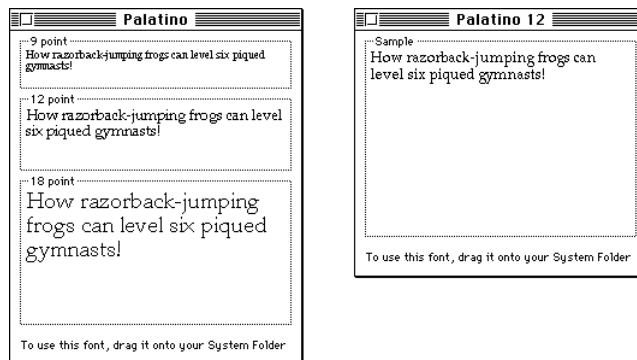 Palatino
9 point
How razorback-jumping frogs can level six piqued
gymnasts!
12 point
How razorback-jumping frogs can level
six piqued gymnasts!
18 point
How razorback-jumping
frogs can level six piqued
gymnasts!
To use this font, drag it onto your System Folder
Palatino 12
Sample
How razorback-jumping frogs can
level six piqued gymnasts!
To use this font, drag it onto your System Folder